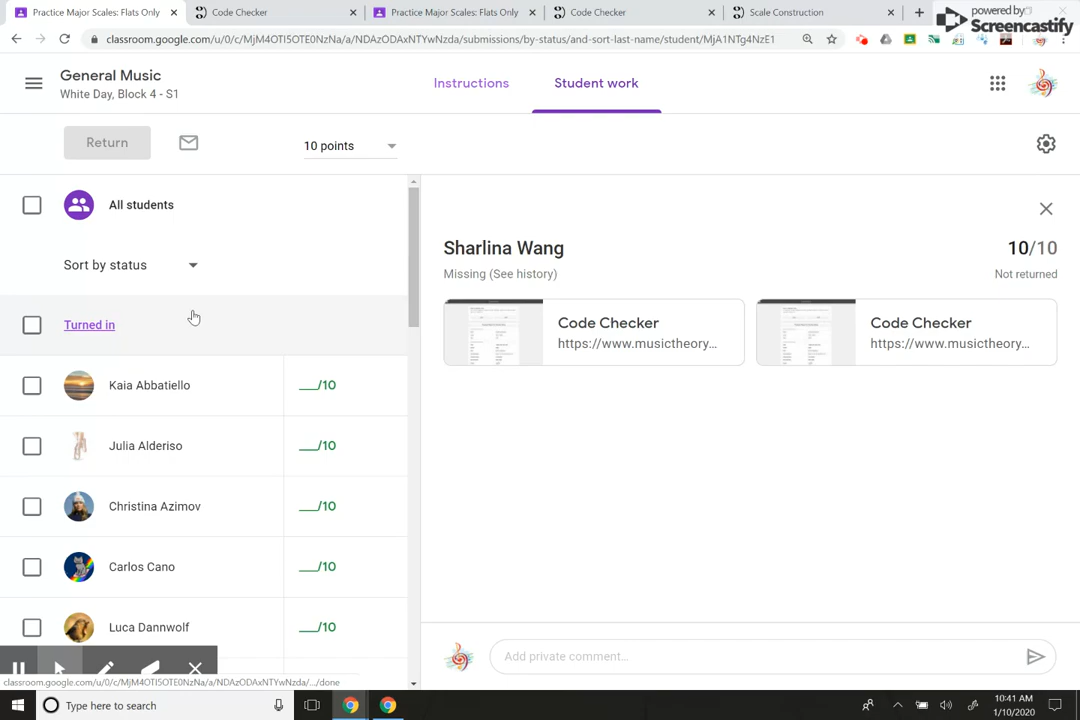 Practice Major Scales: Flats Only
Code Checker
Practice Major Scales: Flats Only
Code Checker
Scale Construction
powered by
Screencastify
classroom.google.com/u/0/c/MjM4OTI5OTE0NzNa/a/NDAzODAxNTYwNzda/submissions/by-status/and-sort-last-name/student/MjA1NTg4NzE1
General Music
White Day, Block 4 - S1
Instructions
Student work
Return
10 points
All students
Sort by status
Turned in
Kaia Abbatiello
__/10
Julia Alderiso
__/10
Christina Azimov
__/10
Carlos Cano
__/10
Luca Dannwolf
__/10
Sharlina Wang
10/10
Missing (See history)
Not returned
Code Checker
https://www.musictheory...
Code Checker
https://www.musictheory...
Add private comment...
classroom.google.com/u/0/c/MjM4OTI5OTE0NzNa/a/NDAzODAxNTYwNzda/.../done
Type here to search
10:41 AM
1/10/2020